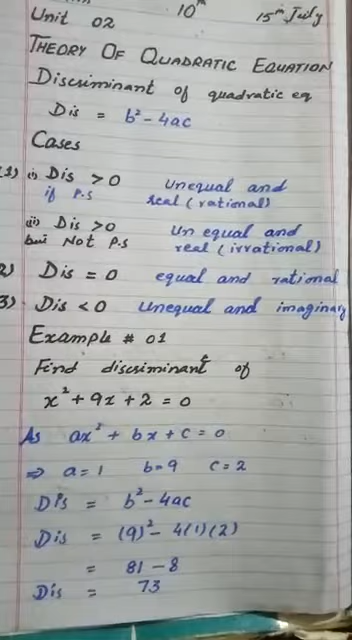 Unit 02 10th 15th July
THEORY OF QUADRATIC EQUATION
Discriminant of quadratic eq
Dis = b² - 4ac
Cases
1) i) Dis > 0 Unequal and
if P.S real (rational)
ii) Dis > 0 Un equal and
but Not P.S real (irrational)
2) Dis = 0 equal and rational
3) Dis < 0 Unequal and imaginary
Example # 01
Find discriminant of
x² + 9x + 2 = 0
As ax² + bx + c = 0
⇒ a = 1 b = 9 c = 2
Dis = b² - 4ac
Dis = (9)² - 4(1)(2)
= 81 - 8
Dis = 73